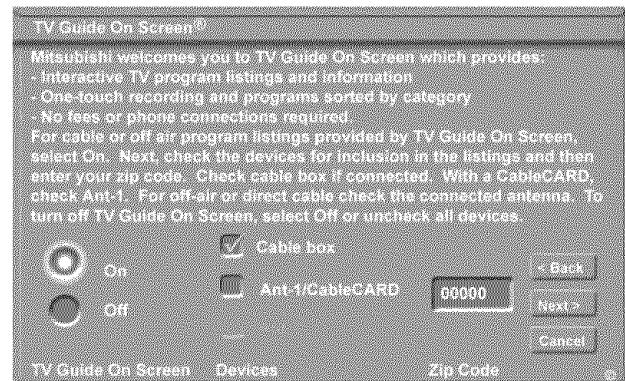 TV Guide On Screen®
Mitsubishi welcomes you to TV Guide On Screen which provides:
- Interactive TV program listings and information
- One-touch recording and programs sorted by category
- No fees or phone connections required.
For cable or off air program listings provided by TV Guide On Screen,
select On. Next, check the devices for inclusion in the listings and then
enter your zip code. Check cable box if connected. With a CableCARD,
check Ant-1. For off-air or direct cable check the connected antenna. To
turn off TV Guide On Screen, select Off or uncheck all devices.
On
Off
Cable box
Ant-1/CableCARD
00000
< Back
Next >
Cancel
TV Guide On Screen Devices Zip Code